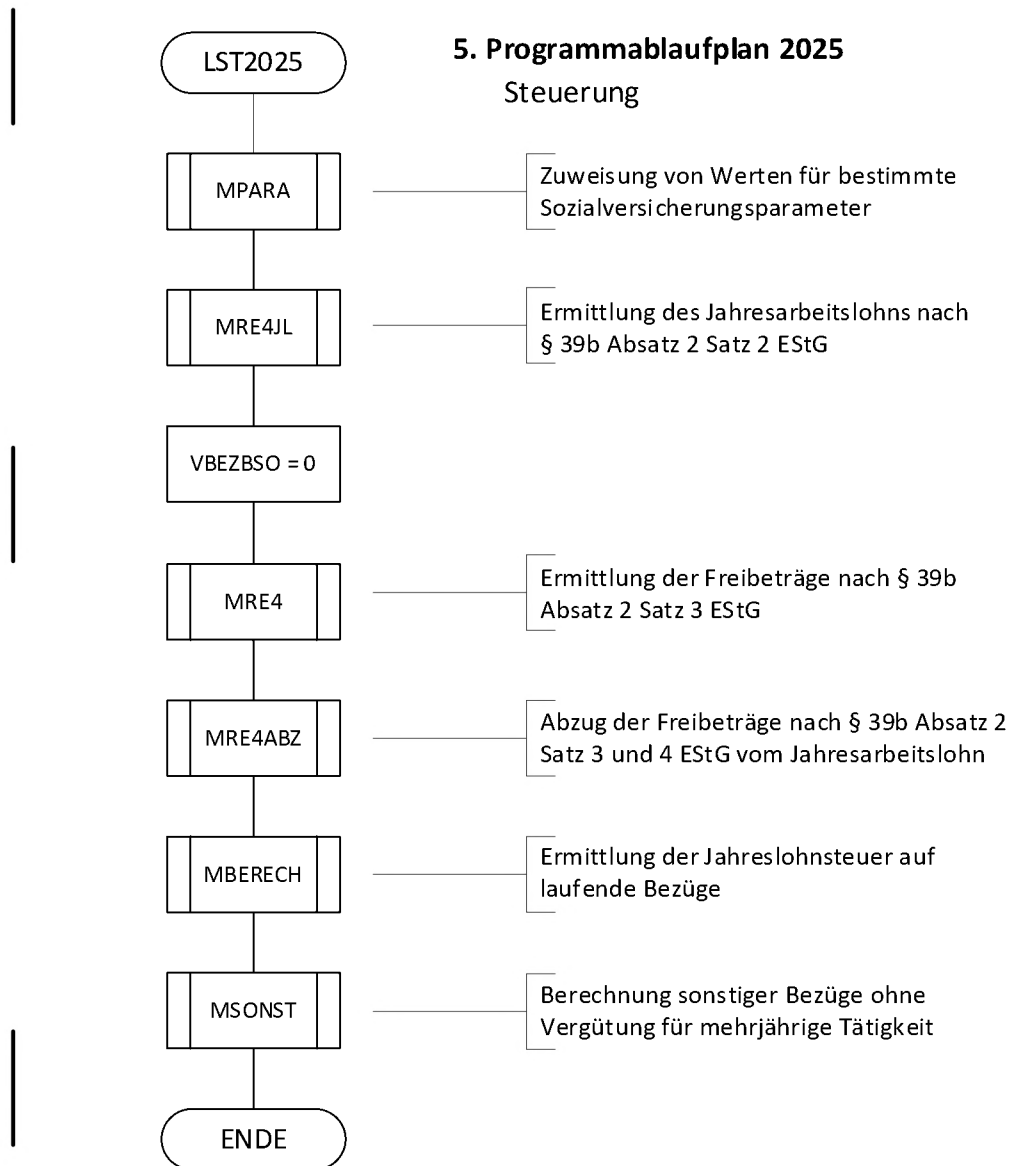 5. Programmablaufplan 2025
Steuerung
LST2025
MPARA
Zuweisung von Werten für bestimmte
Sozialversicherungsparameter
MRE4JL
Ermittlung des Jahresarbeitslohns nach
§ 39b Absatz 2 Satz 2 EStG
VBEZBSO = 0
MRE4
Ermittlung der Freibeträge nach § 39b
Absatz 2 Satz 3 EStG
MRE4ABZ
Abzug der Freibeträge nach § 39b Absatz 2
Satz 3 und 4 EStG vom Jahresarbeitslohn
MBERECH
Ermittlung der Jahreslohnsteuer auf
laufende Bezüge
MSONST
Berechnung sonstiger Bezüge ohne
Vergütung für mehrjährige Tätigkeit
ENDE